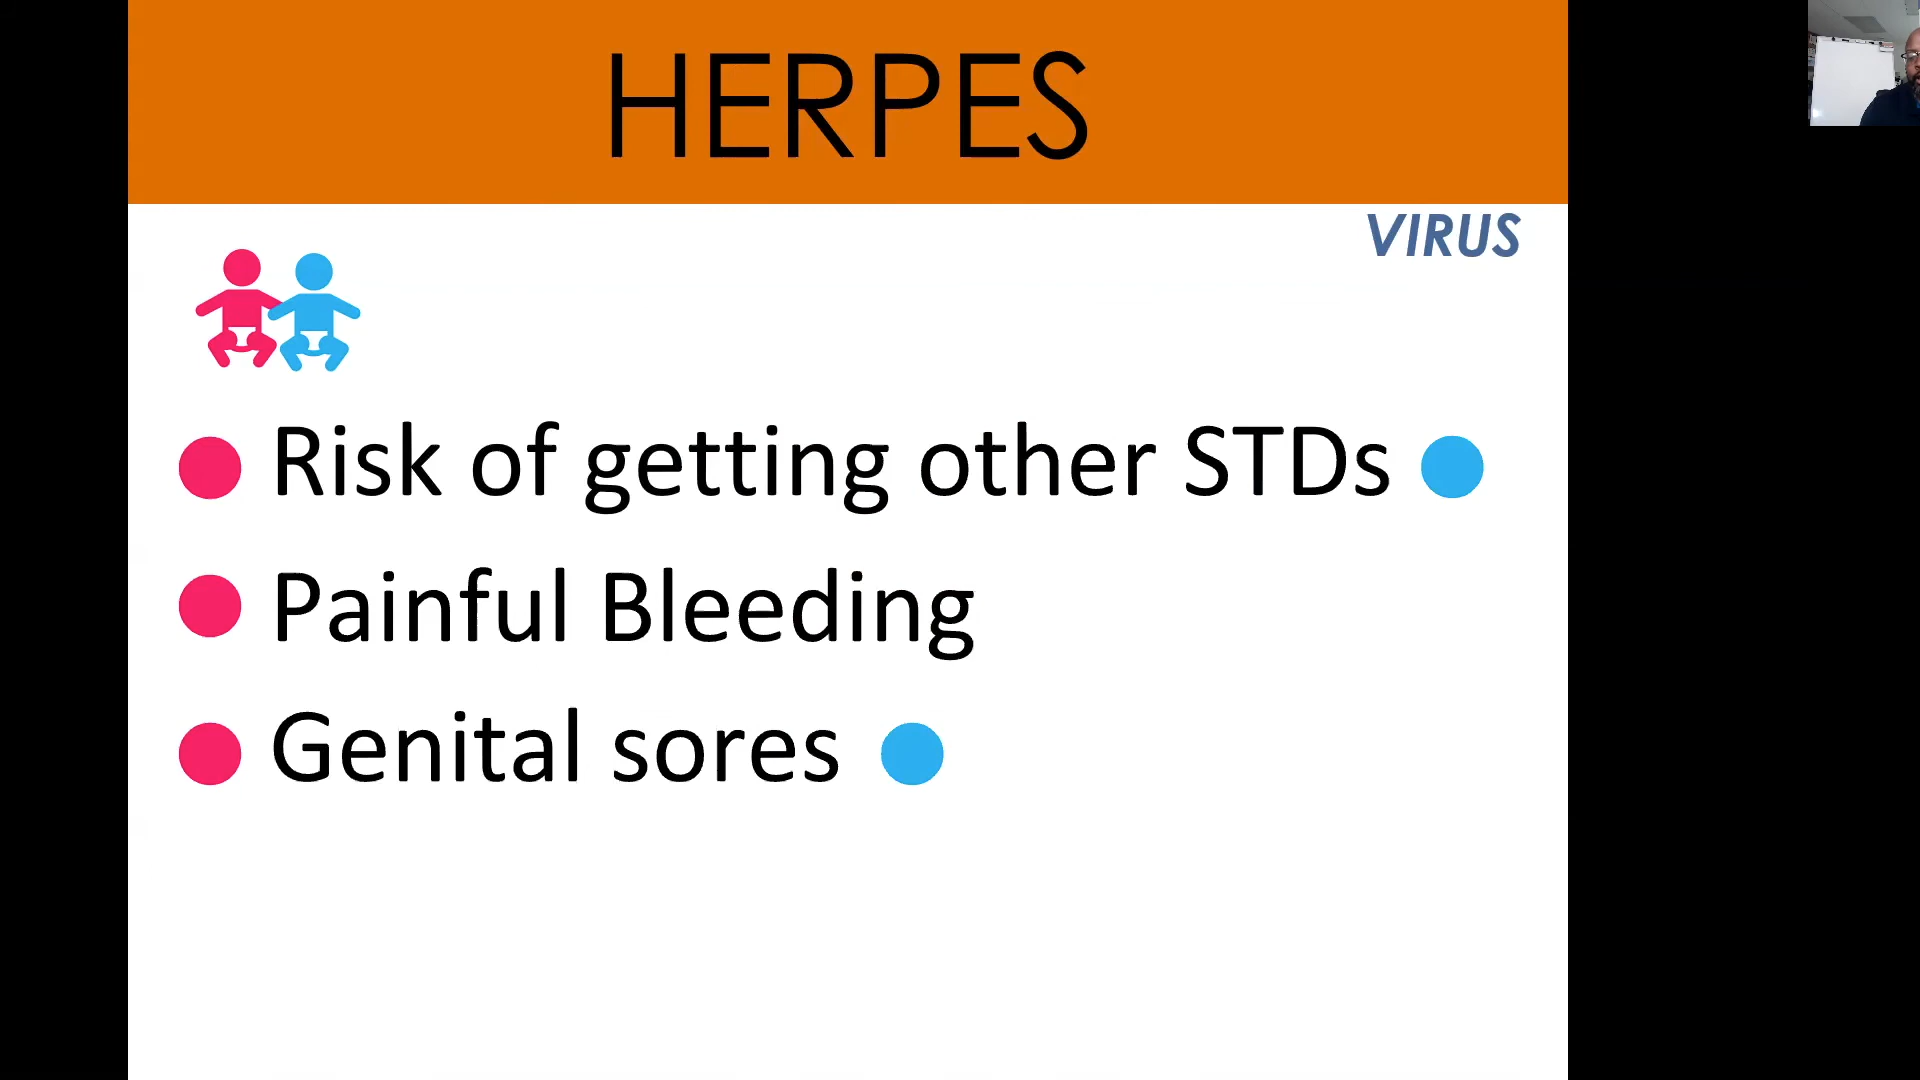 HERPES
VIRUS
Risk of getting other STDs
Painful Bleeding
Genital sores